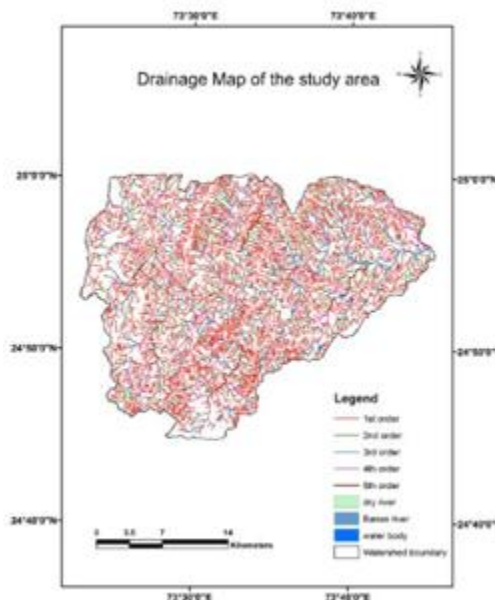 73°30'0"E 73°40'0"E
Drainage Map of the study area
25°0'0"N 25°0'0"N
24°50'0"N 24°50'0"N
Legend
1st order
2nd order
3rd order
4th order
5th order
dry river
Banas river
water body
Watershed boundary
24°40'0"N 24°40'0"N
0 3.5 7 14
Kilometers
73°30'0"E 73°40'0"E